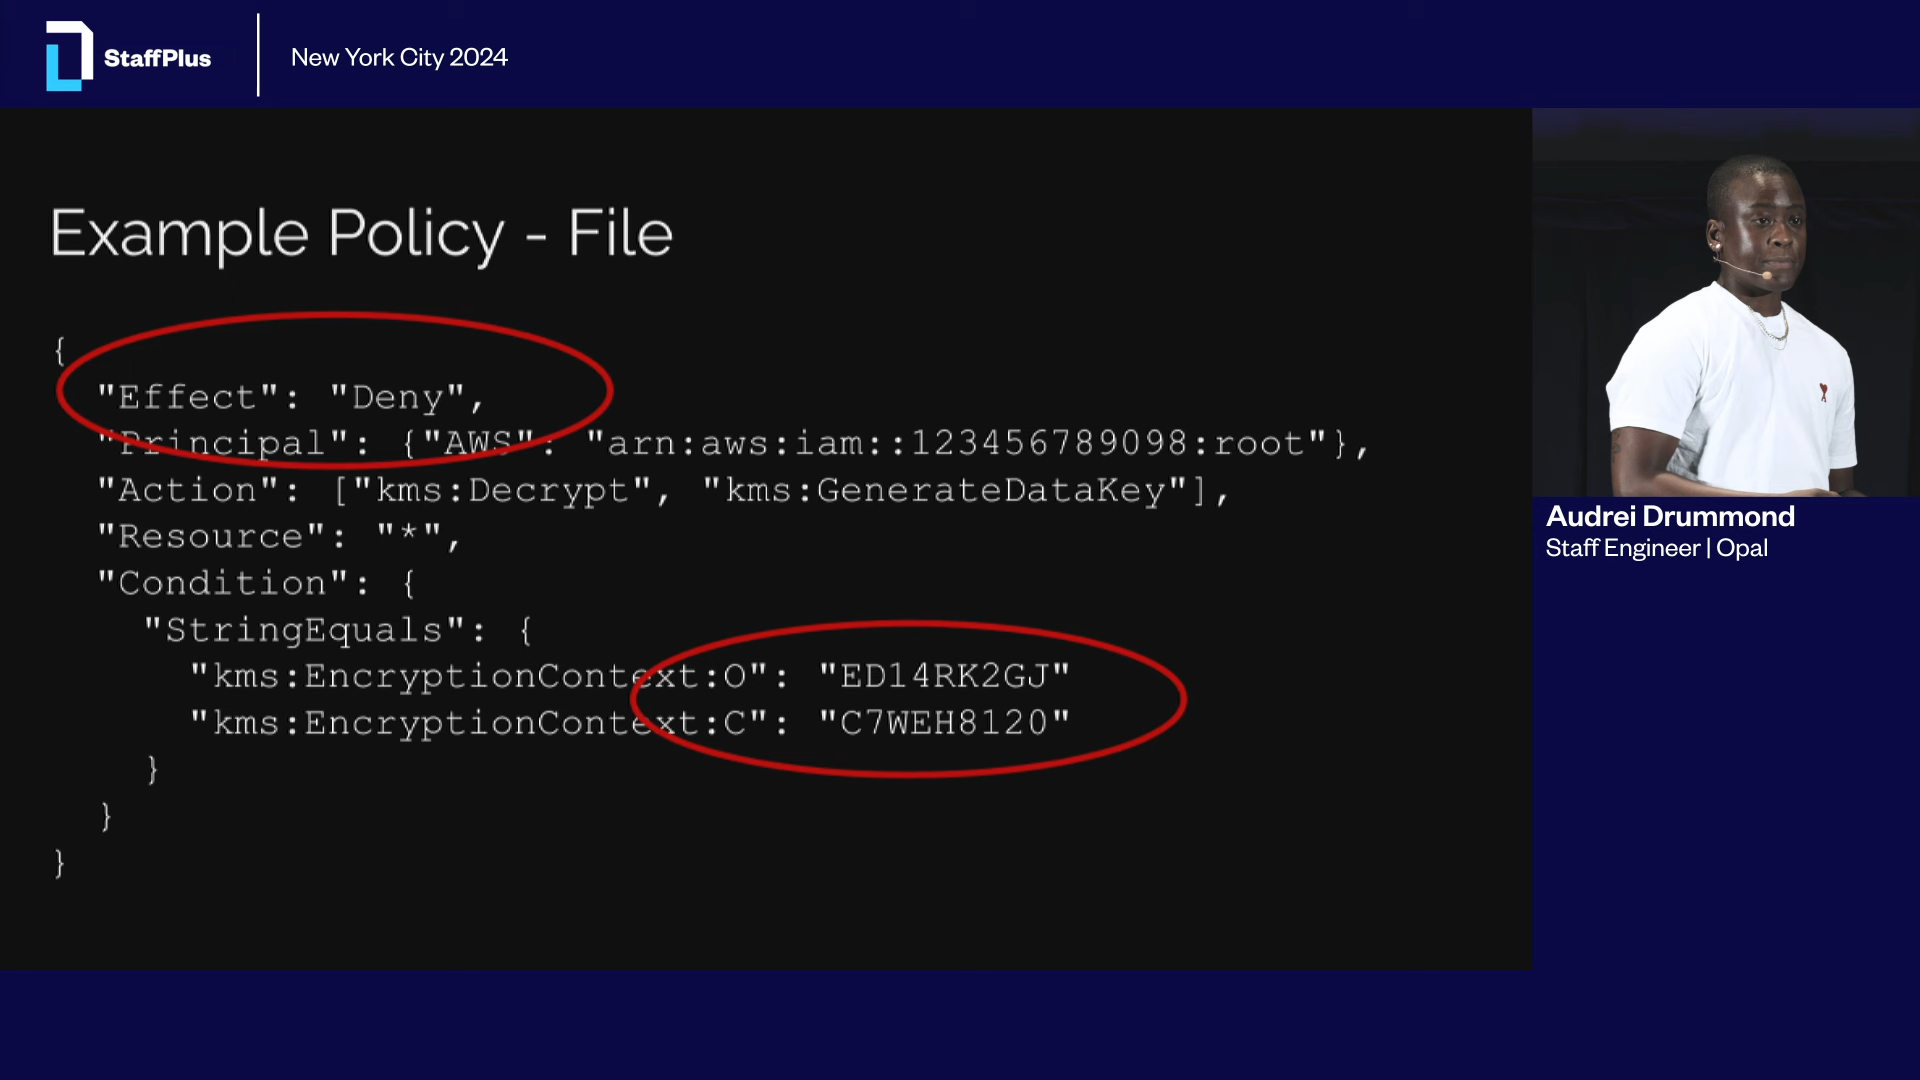 StaffPlus
New York City 2024
Example Policy - File
{
"Effect": "Deny",
"Principal": {"AWS": "arn:aws:iam::123456789098:root"},
"Action": ["kms:Decrypt", "kms:GenerateDataKey"],
"Resource": "*",
"Condition": {
"StringEquals": {
"kms:EncryptionContext:O": "ED14RK2GJ"
"kms:EncryptionContext:C": "C7WEH8120"
}
}
}
Audrei Drummond
Staff Engineer | Opal